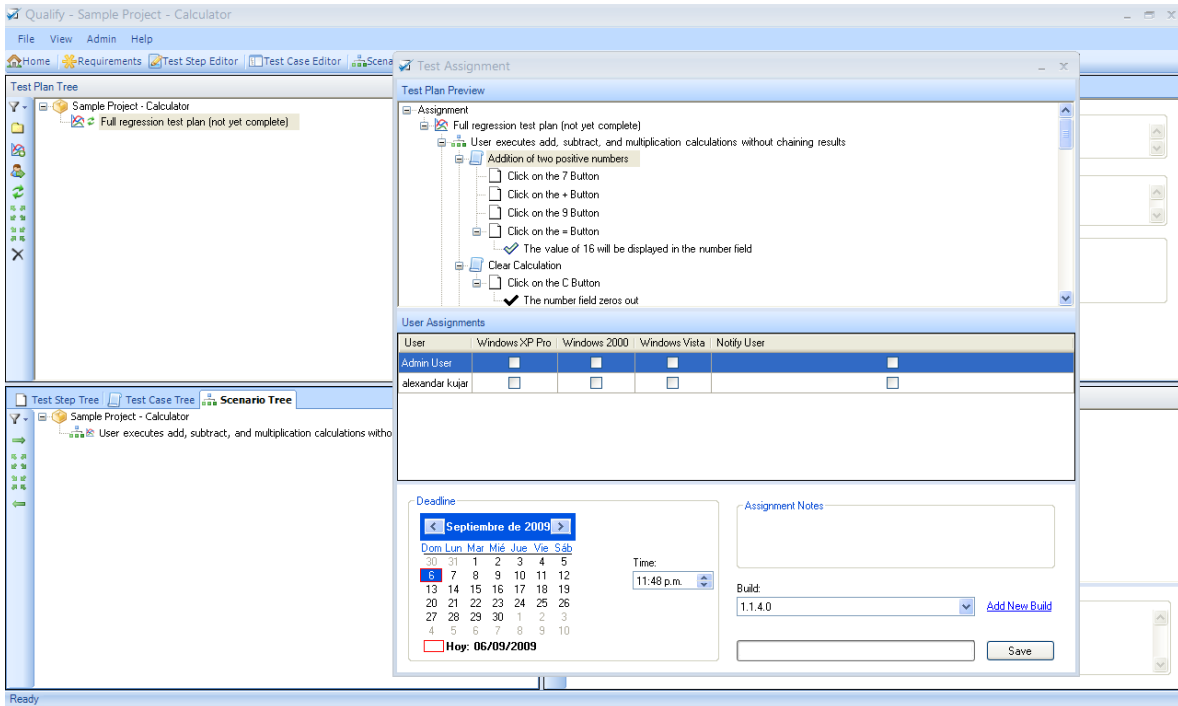 Qualify - Sample Project - Calculator
File View Admin Help
Home Requirements Test Step Editor Test Case Editor Scena
Test Plan Tree
Sample Project - Calculator
Full regression test plan (not yet complete)
Test Step Tree Test Case Tree Scenario Tree
Sample Project - Calculator
User executes add, subtract, and multiplication calculations witho
Test Assignment
Test Plan Preview
Assignment
Full regression test plan (not yet complete)
User executes add, subtract, and multiplication calculations without chaining results
Addition of two positive numbers
Click on the 7 Button
Click on the + Button
Click on the 9 Button
Click on the = Button
The value of 16 will be displayed in the number field
Clear Calculation
Click on the C Button
The number field zeros out
User Assignments
User Windows XP Pro Windows 2000 Windows Vista Notify User
Admin User
alexandar kujar
Deadline
Septiembre de 2009
Dom Lun Mar Mié Jue Vie Sáb
30 31 1 2 3 4 5
6 7 8 9 10 11 12
13 14 15 16 17 18 19
20 21 22 23 24 25 26
27 28 29 30 1 2 3
4 5 6 7 8 9 10
Hoy: 06/09/2009
Time:
11:48 p.m.
Assignment Notes
Build:
1.1.4.0 Add New Build
Save
Ready